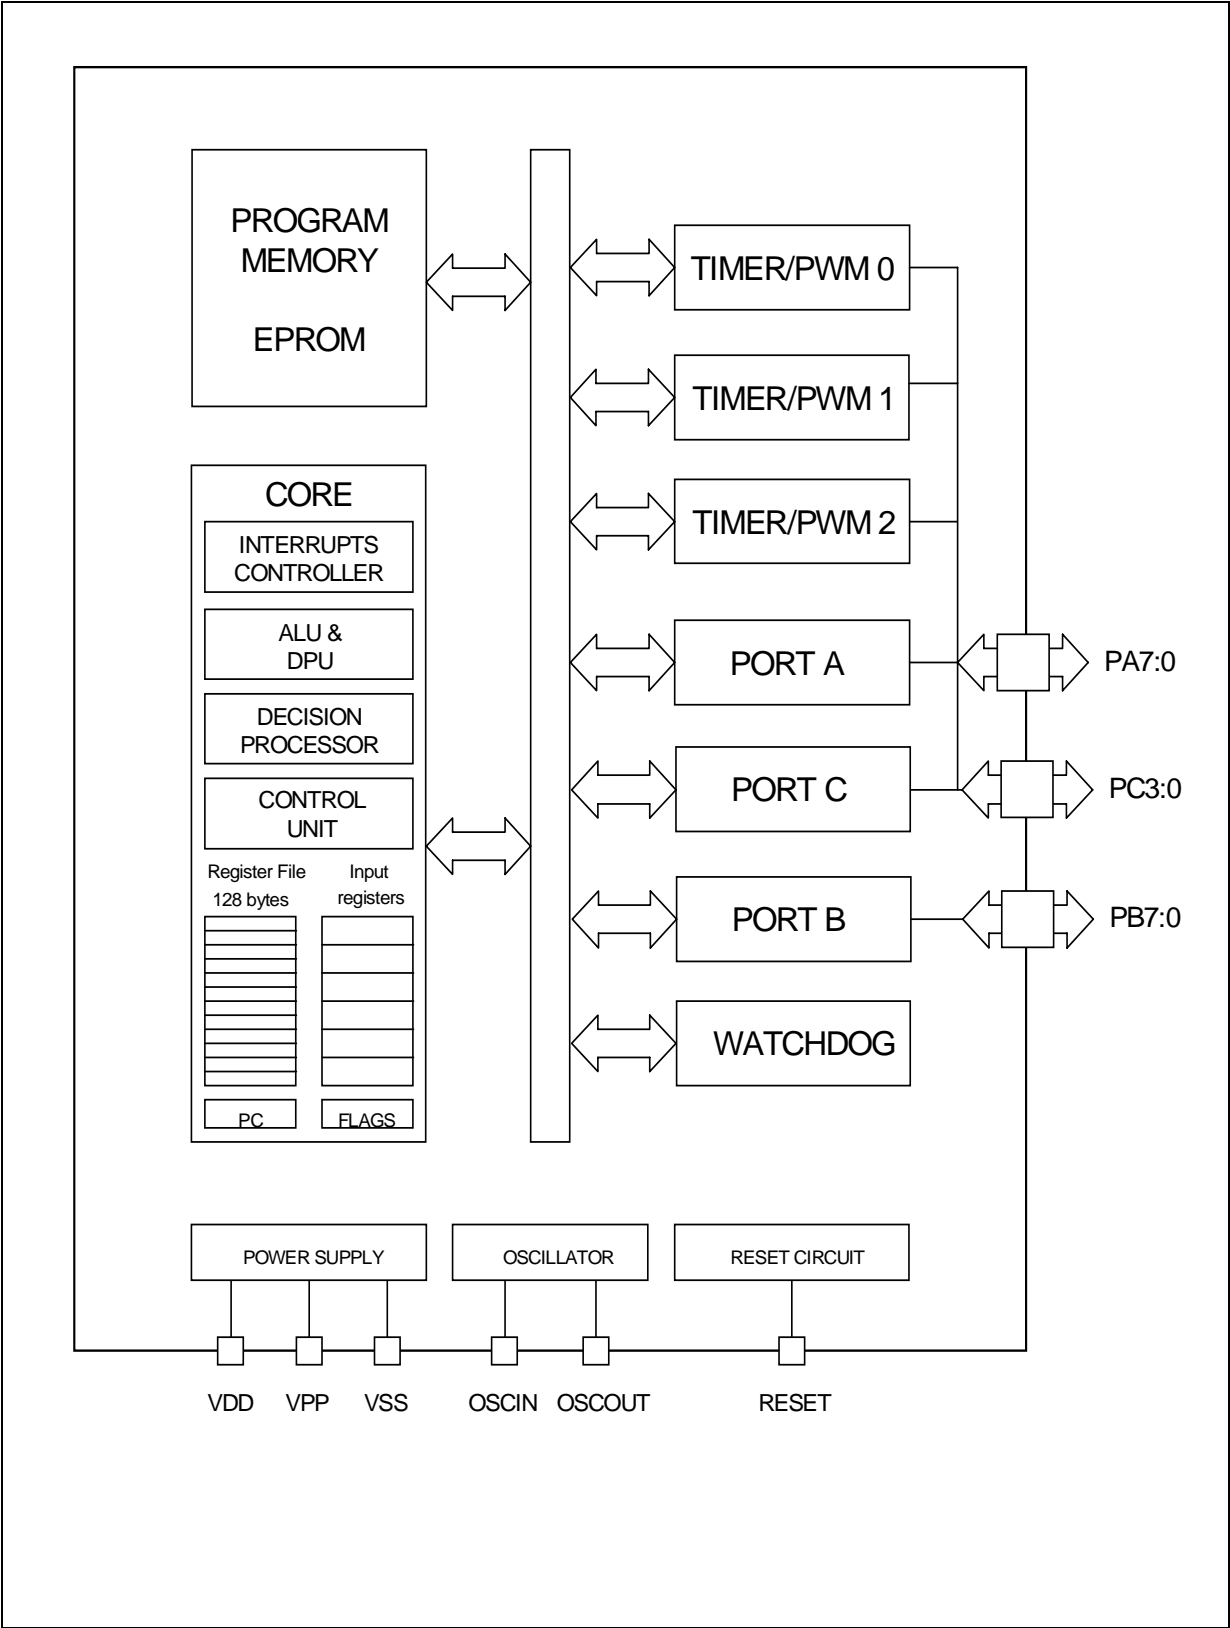 PROGRAM
MEMORY
EPROM
CORE
INTERRUPTS
CONTROLLER
ALU &
DPU
DECISION
PROCESSOR
CONTROL
UNIT
Register File
128 bytes
Input
registers
PC
FLAGS
TIMER/PWM 0
TIMER/PWM 1
TIMER/PWM 2
PORT A
PORT C
PORT B
WATCHDOG
PA7:0
PC3:0
PB7:0
POWER SUPPLY
OSCILLATOR
RESET CIRCUIT
VDD
VPP
VSS
OSCIN
OSCOUT
RESET